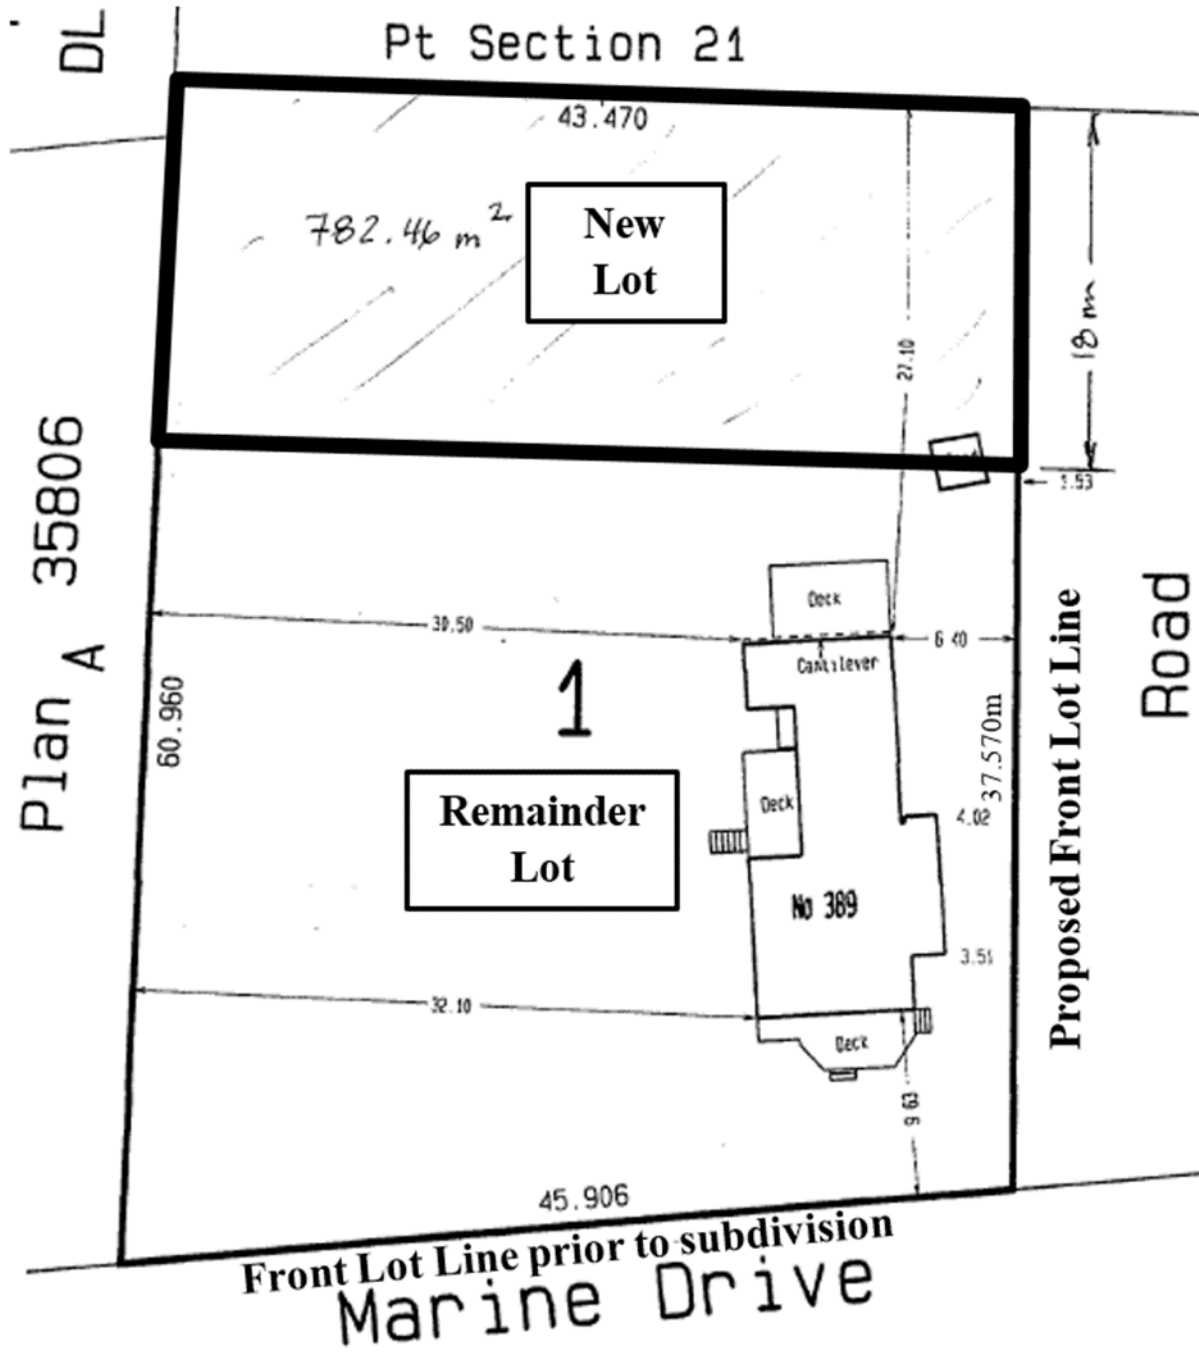 DL
Pt Section 21
43.470
782.46 m²
New
Lot
27.10
18 m
1.53
Plan A 35806
Deck
30.50
6.40
Cantilever
1
60.960
Road
Proposed Front Lot Line
37.570m
Remainder
Lot
Deck
4.02
No 389
3.51
32.10
Deck
9.63
45.906
Front Lot Line prior to subdivision
Marine Drive